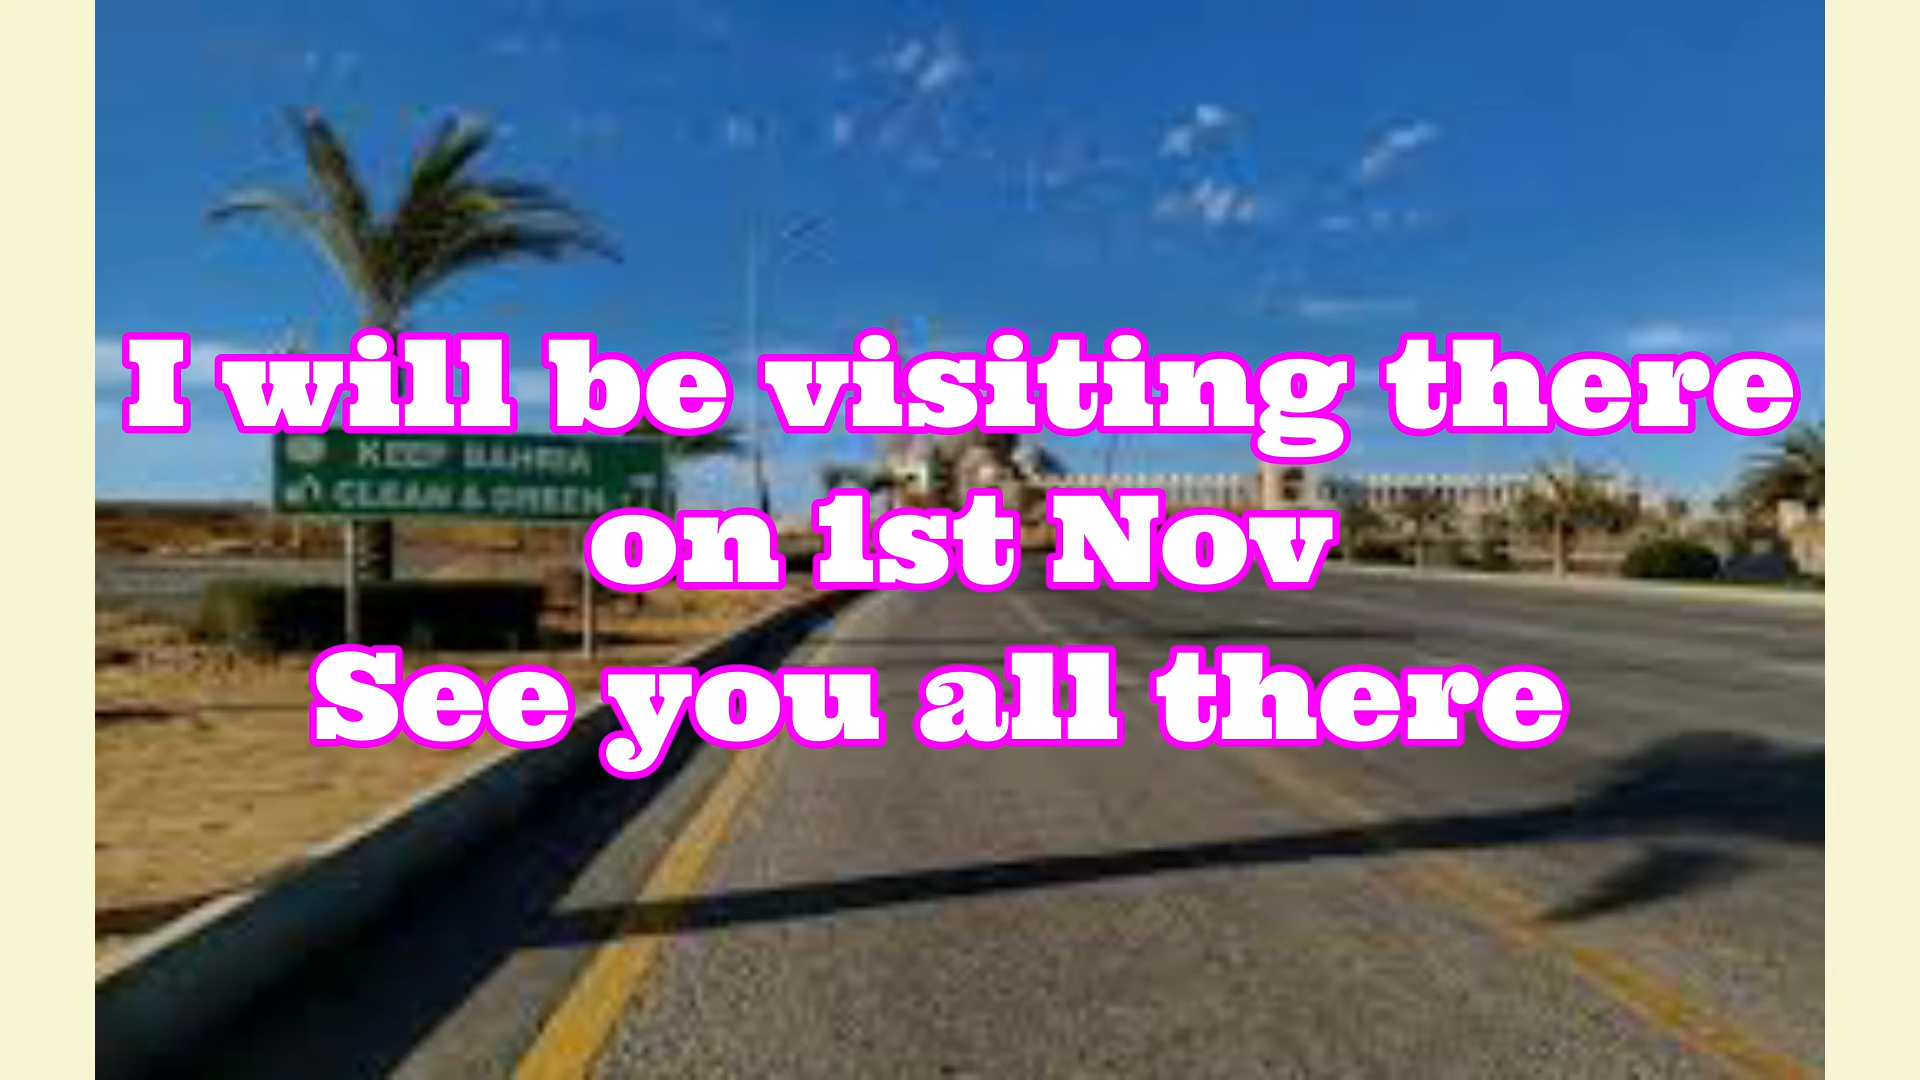 I will be visiting there
KEEP BAHRIA
CLEAN & GREEN
on 1st Nov
See you all there